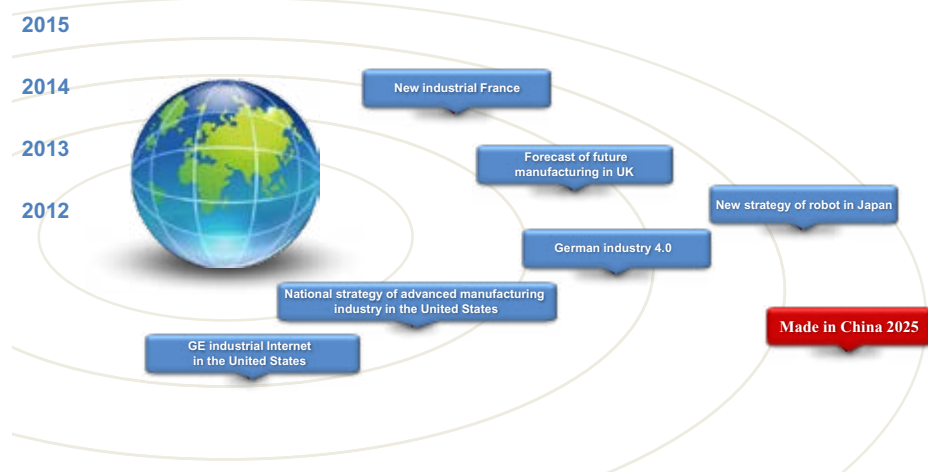 2015
2014
2013
2012
New industrial France
Forecast of future
manufacturing in UK
New strategy of robot in Japan
German industry 4.0
National strategy of advanced manufacturing
industry in the United States
Made in China 2025
GE industrial Internet
in the United States